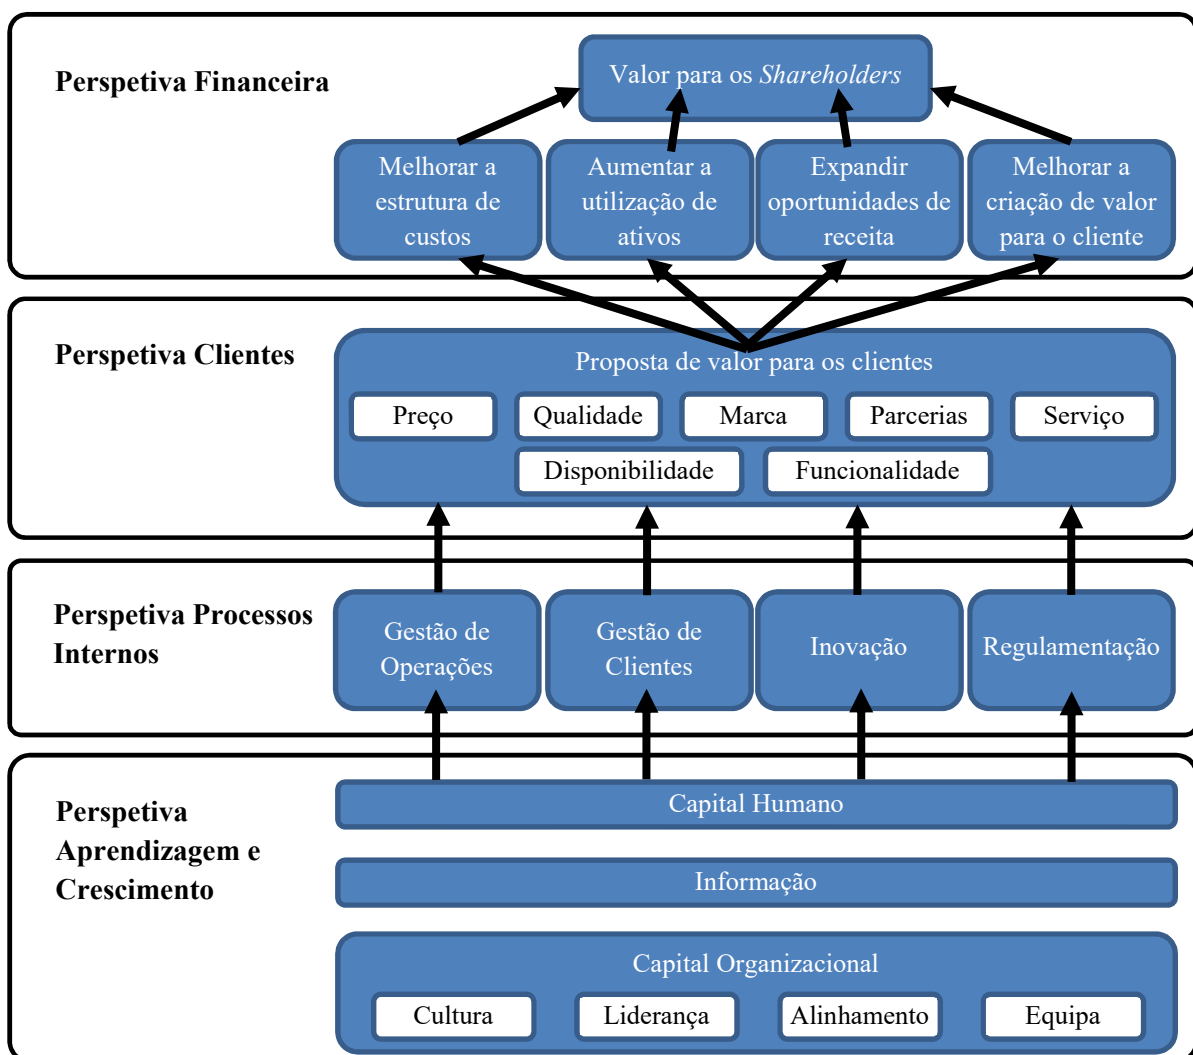 Perspetiva Financeira
Valor para os Shareholders
Melhorar a
estrutura de
custos
Aumentar a
utilização de
ativos
Expandir
oportunidades de
receita
Melhorar a
criação de valor
para o cliente
Perspetiva Clientes
Proposta de valor para os clientes
Preço
Qualidade
Marca
Parcerias
Serviço
Disponibilidade
Funcionalidade
Perspetiva Processos
Internos
Gestão de
Operações
Gestão de
Clientes
Inovação
Regulamentação
Perspetiva
Aprendizagem e
Crescimento
Capital Humano
Informação
Capital Organizacional
Cultura
Liderança
Alinhamento
Equipa